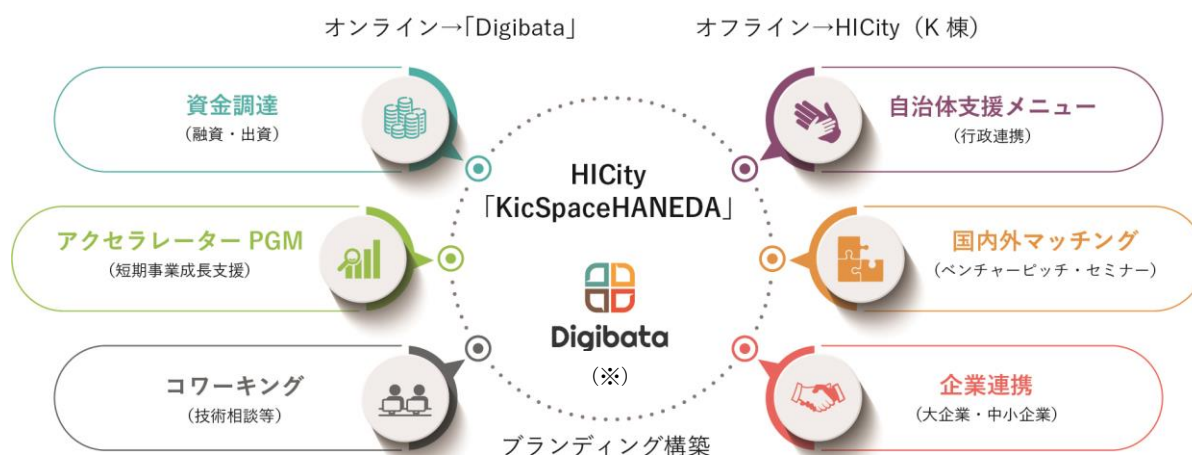 オンライン→「Digibata」
オフライン→HICity（K 棟）
資金調達
（融資・出資）
アクセラレーター PGM
（短期事業成長支援）
コワーキング
（技術相談等）
HICity
「KicSpaceHANEDA」
Digibata
（※）
ブランディング構築
自治体支援メニュー
（行政連携）
国内外マッチング
（ベンチャーピッチ・セミナー）
企業連携
（大企業・中小企業）